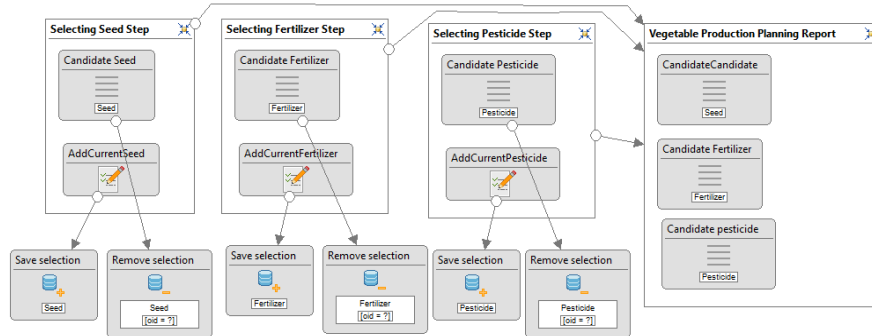 Selecting Seed Step
Candidate Seed
Seed
AddCurrentSeed
Save selection
Seed
Remove selection
Seed
[oid = ?]
Selecting Fertilizer Step
Candidate Fertilizer
Fertilizer
AddCurrentFertilizer
Save selection
Fertilizer
Remove selection
Fertilizer
[oid = ?]
Selecting Pesticide Step
Candidate Pesticide
Pesticide
AddCurrentPesticide
Save selection
Pesticide
Remove selection
Pesticide
[oid = ?]
Vegetable Production Planning Report
CandidateCandidate
Seed
Candidate Fertilizer
Fertilizer
Candidate pesticide
Pesticide